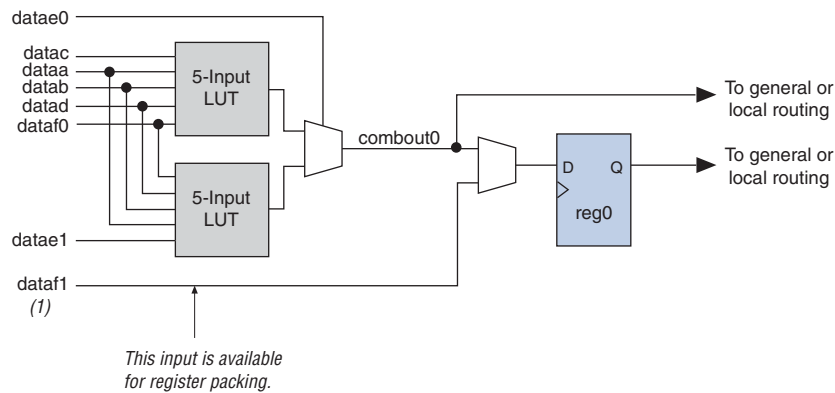 datae0
datac
dataa
datab
datad
dataf0
5-Input
LUT
5-Input
LUT
datae1
dataf1
(1)
combout0
D
Q
reg0
To general or
local routing
To general or
local routing
This input is available
for register packing.